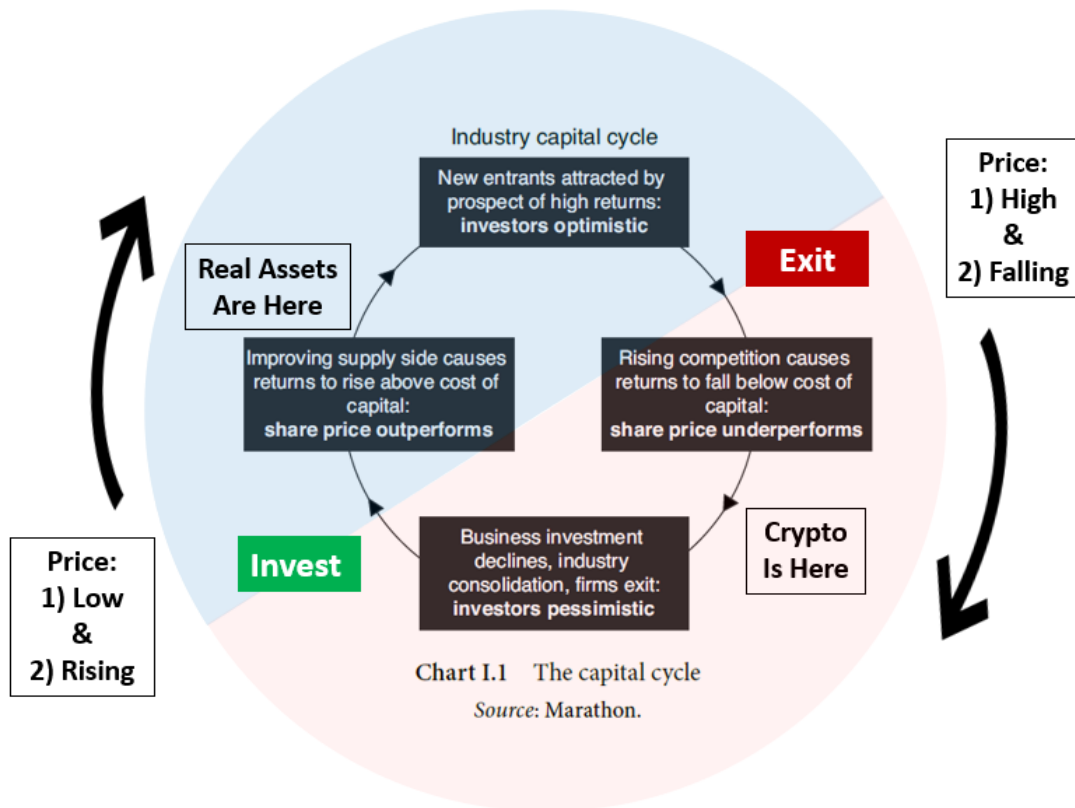 Industry capital cycle
New entrants attracted by
prospect of high returns:
investors optimistic
Price:
1) High
&
2) Falling
Exit
Real Assets
Are Here
Improving supply side causes
returns to rise above cost of
capital:
share price outperforms
Rising competition causes
returns to fall below cost of
capital:
share price underperforms
Price:
1) Low
&
2) Rising
Invest
Business investment
declines, industry
consolidation, firms exit:
investors pessimistic
Crypto
Is Here
Chart I.1 The capital cycle
Source: Marathon.